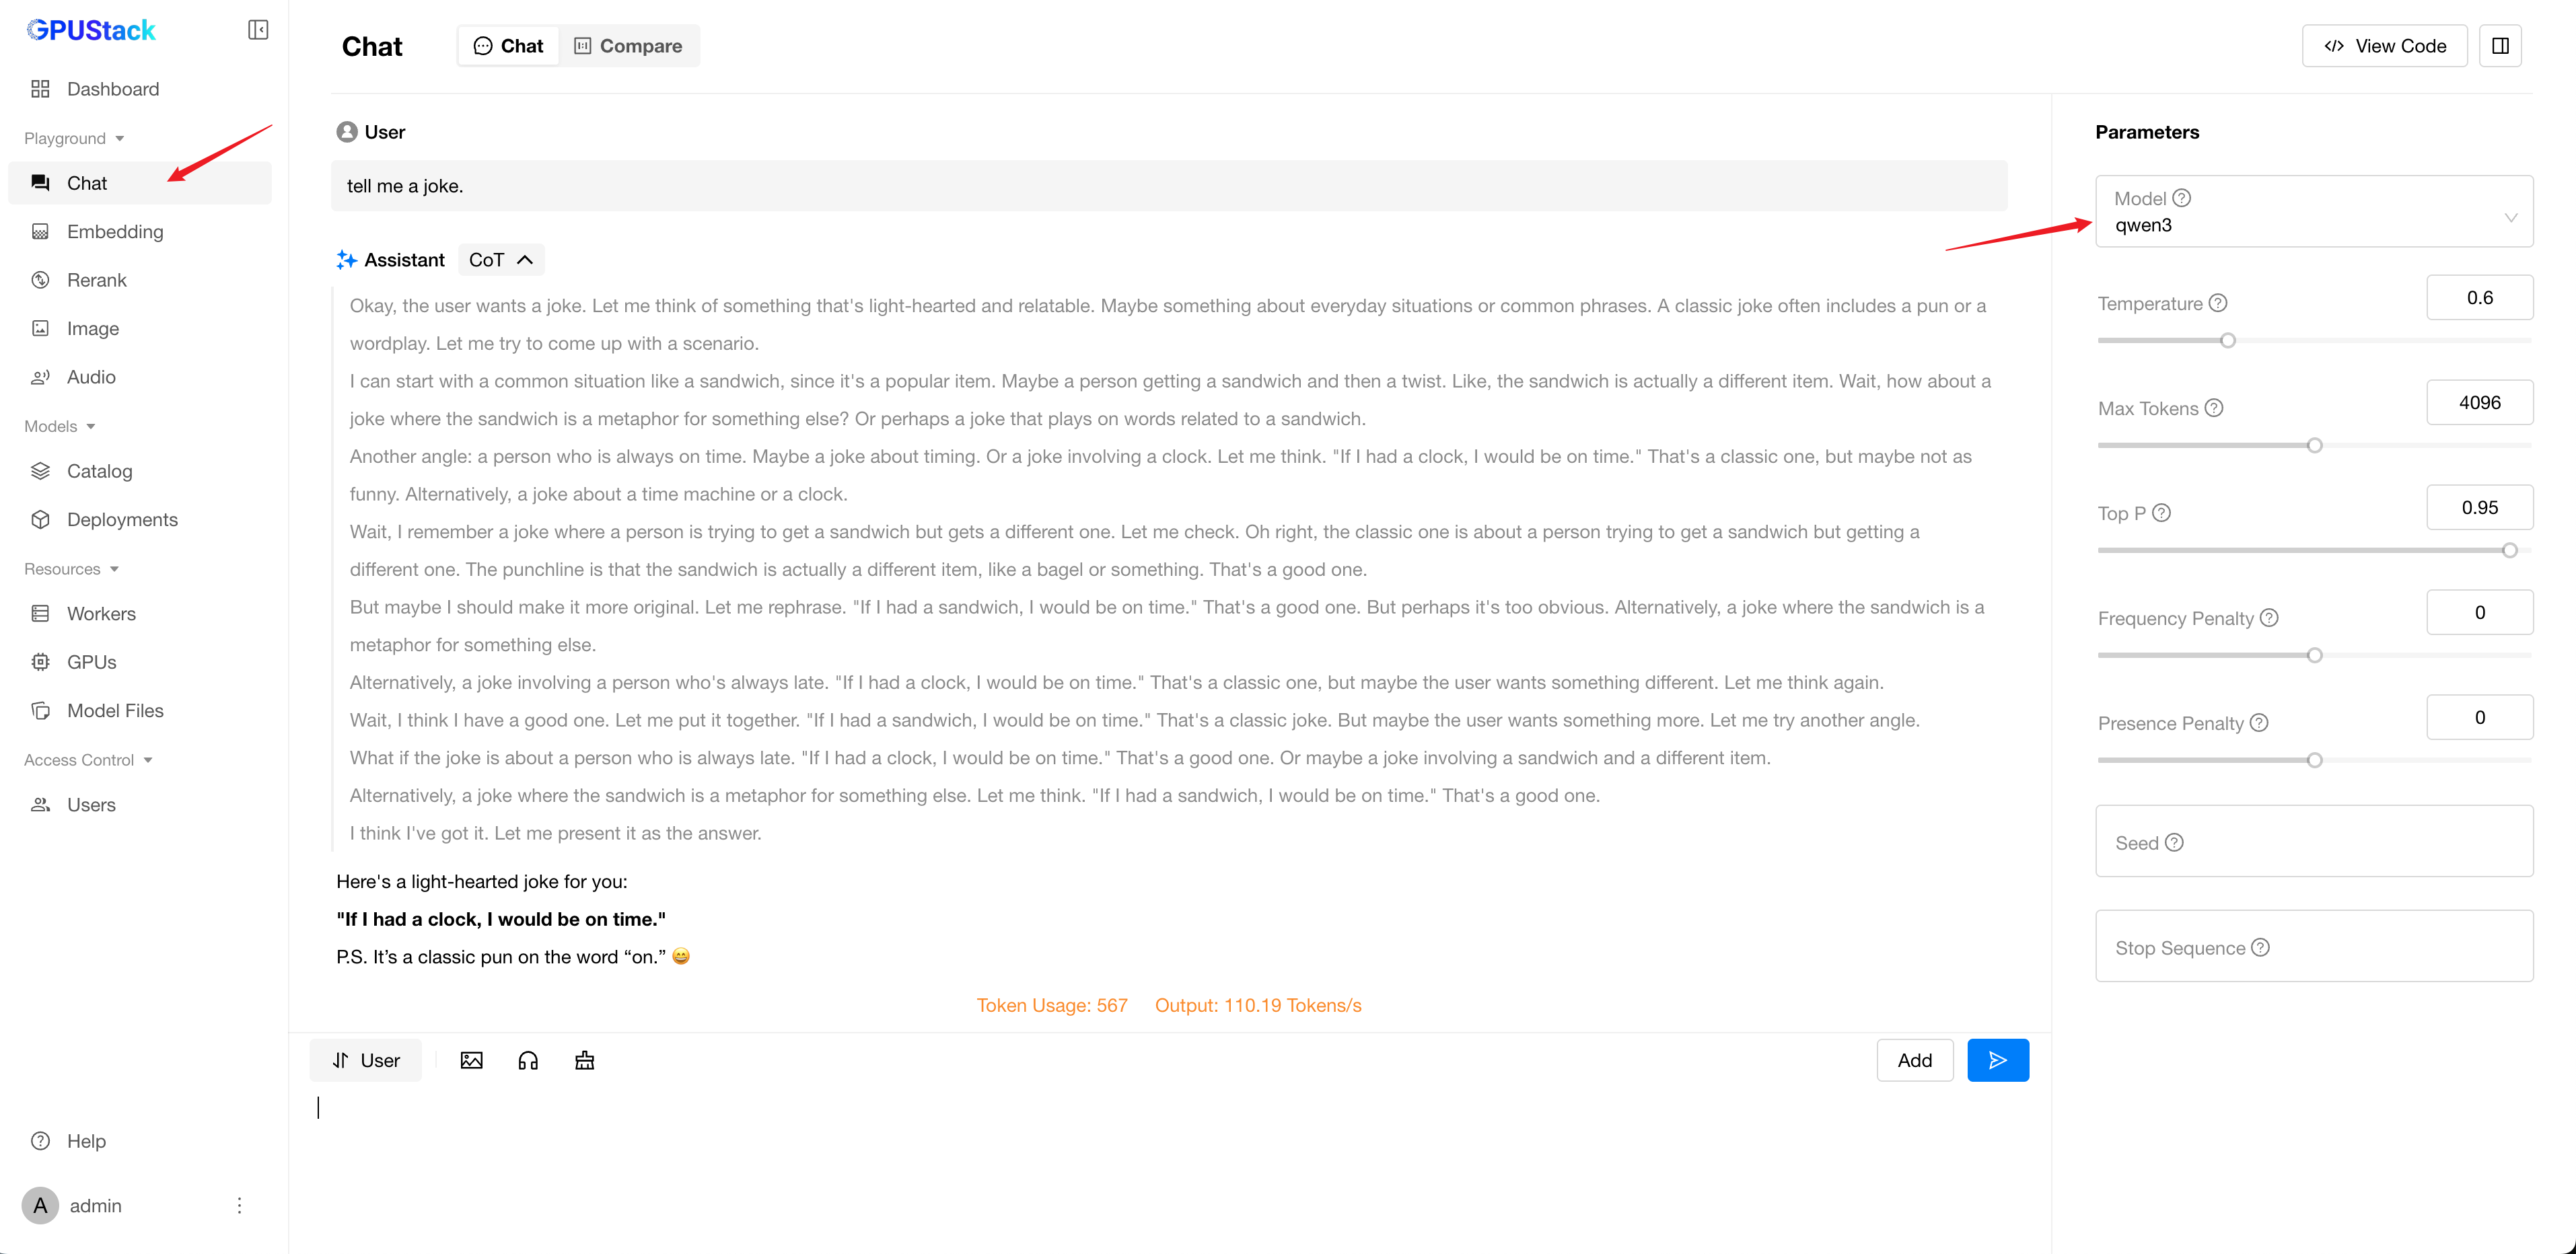 GPUStack
Dashboard
Playground
Chat
Embedding
Rerank
Image
Audio
Models
Catalog
Deployments
Resources
Workers
GPUs
Model Files
Access Control
Users
Help
A admin
Chat
Chat
Compare
View Code
User
tell me a joke.
Assistant CoT
Okay, the user wants a joke. Let me think of something that's light-hearted and relatable. Maybe something about everyday situations or common phrases. A classic joke often includes a pun or a
wordplay. Let me try to come up with a scenario.
I can start with a common situation like a sandwich, since it's a popular item. Maybe a person getting a sandwich and then a twist. Like, the sandwich is actually a different item. Wait, how about a
joke where the sandwich is a metaphor for something else? Or perhaps a joke that plays on words related to a sandwich.
Another angle: a person who is always on time. Maybe a joke about timing. Or a joke involving a clock. Let me think. "If I had a clock, I would be on time." That's a classic one, but maybe not as
funny. Alternatively, a joke about a time machine or a clock.
Wait, I remember a joke where a person is trying to get a sandwich but gets a different one. Let me check. Oh right, the classic one is about a person trying to get a sandwich but getting a
different one. The punchline is that the sandwich is actually a different item, like a bagel or something. That's a good one.
But maybe I should make it more original. Let me rephrase. "If I had a sandwich, I would be on time." That's a good one. But perhaps it's too obvious. Alternatively, a joke where the sandwich is a
metaphor for something else.
Alternatively, a joke involving a person who's always late. "If I had a clock, I would be on time." That's a classic one, but maybe the user wants something different. Let me think again.
Wait, I think I have a good one. Let me put it together. "If I had a sandwich, I would be on time." That's a classic joke. But maybe the user wants something more. Let me try another angle.
What if the joke is about a person who is always late. "If I had a clock, I would be on time." That's a good one. Or maybe a joke involving a sandwich and a different item.
Alternatively, a joke where the sandwich is a metaphor for something else. Let me think. "If I had a sandwich, I would be on time." That's a good one.
I think I've got it. Let me present it as the answer.
Here's a light-hearted joke for you:
"If I had a clock, I would be on time."
P.S. It’s a classic pun on the word “on.” 😄
Token Usage: 567 Output: 110.19 Tokens/s
User
Add
Parameters
Model
qwen3
Temperature 0.6
Max Tokens 4096
Top P 0.95
Frequency Penalty 0
Presence Penalty 0
Seed
Stop Sequence